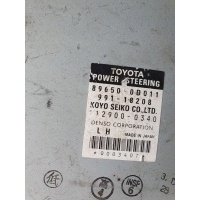 TOYOTA
POWER STEERING
89650-0D011
991-10208
KOYO SEIKO CO.,LTD.
12900-0340
DENSO CORPORATION
LH
MADE IN JAPAN